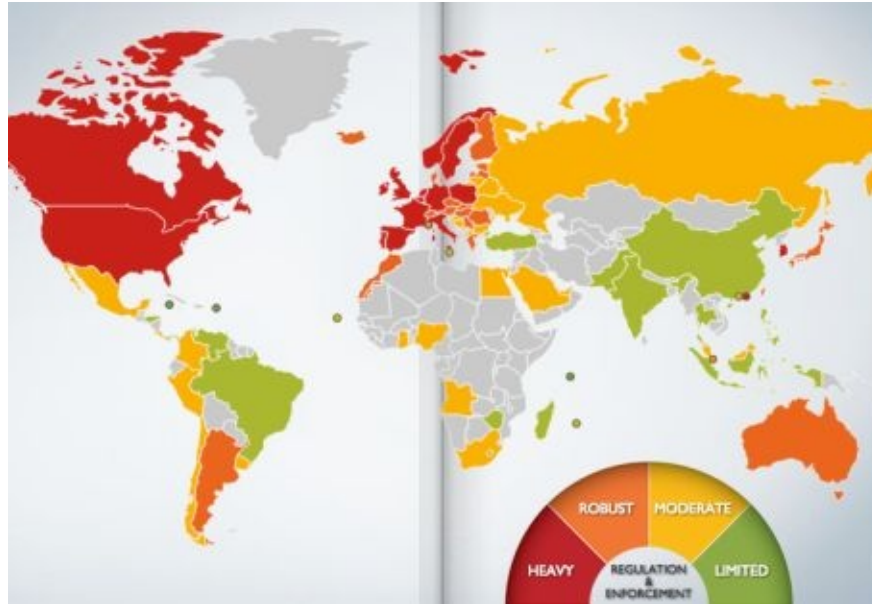 ROBUST
MODERATE
HEAVY
REGULATION
&
ENFORCEMENT
LIMITED